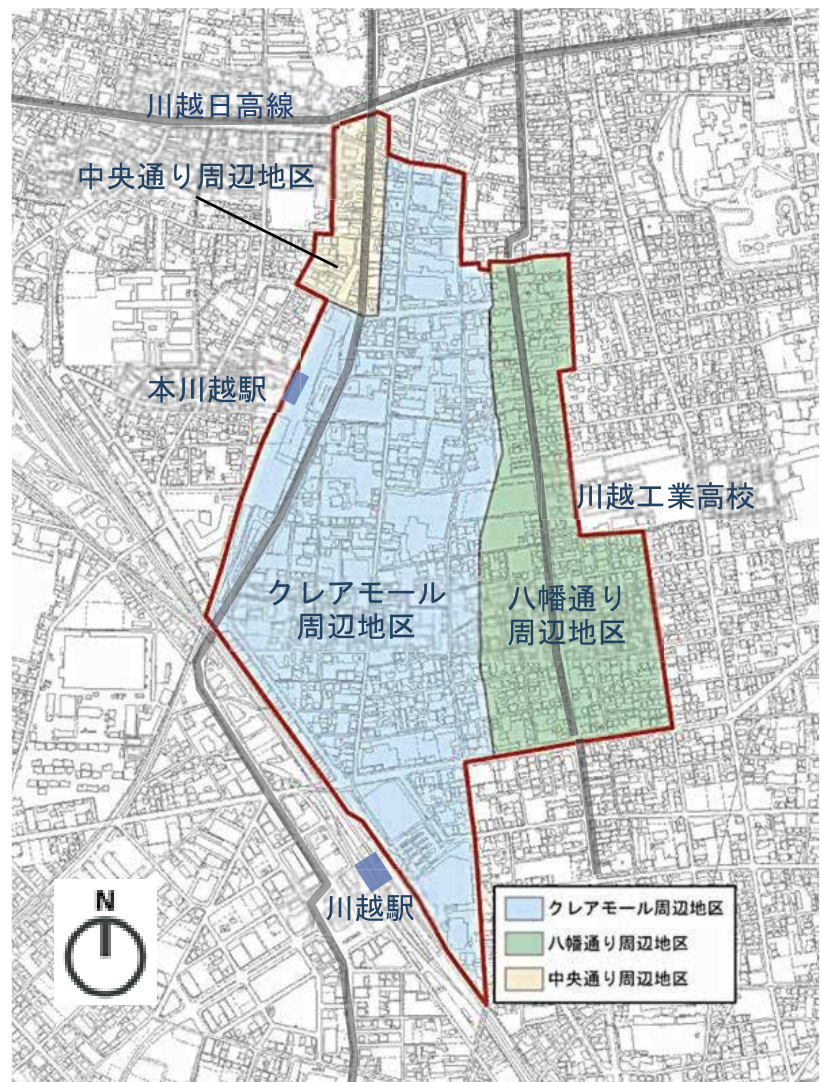 川越日高線
中央通り周辺地区
本川越駅
川越工業高校
クレアモール
周辺地区
八幡通り
周辺地区
川越駅
N
クレアモール周辺地区
八幡通り周辺地区
中央通り周辺地区